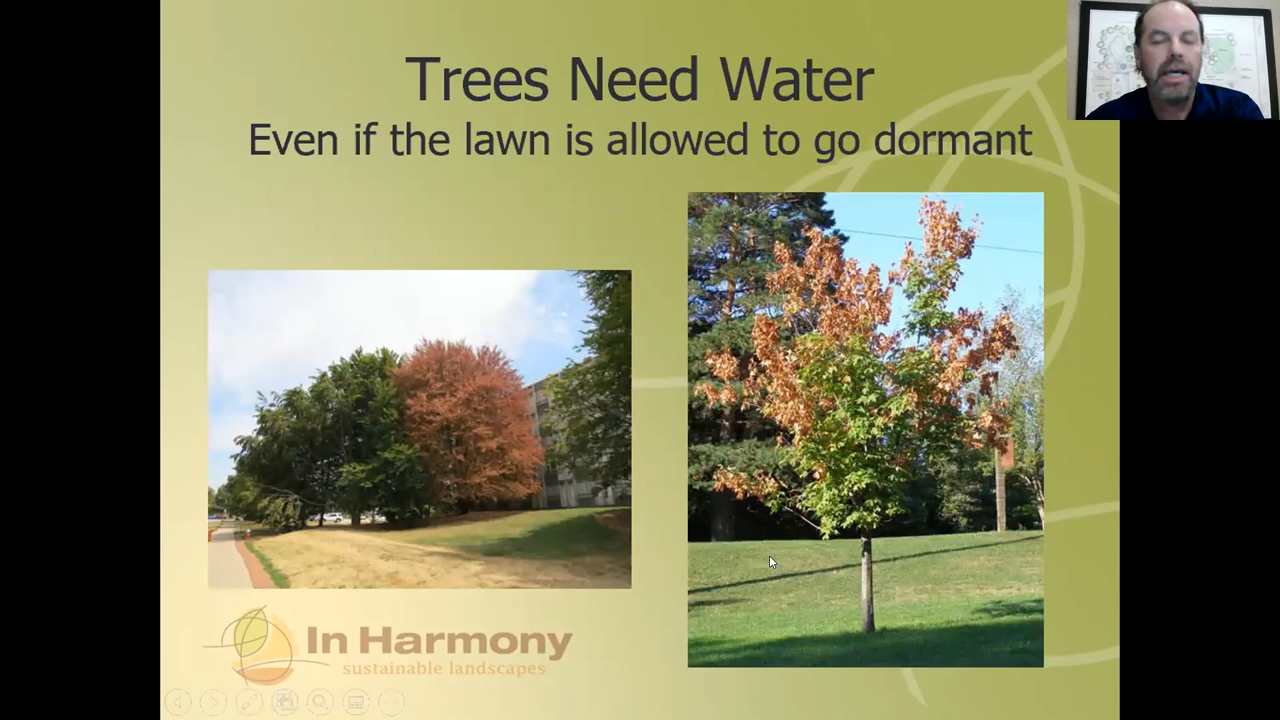 Trees Need Water
Even if the lawn is allowed to go dormant
In Harmony
sustainable landscapes